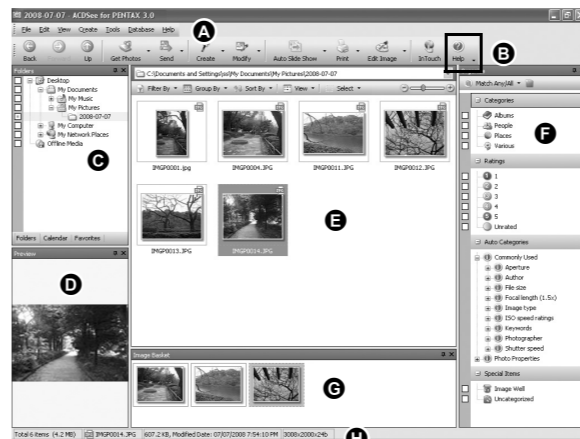 2008-07-07 - ACDSee for PENTAX 3.0
File Edit View Create Tools Database Help
A
Back
Up
Get Photos
Send
Create
Modify
Auto Slide Show
Print
Edit Image
InTouch
Help
B
Folders
Desktop
My Documents
My Music
My Pictures
2008-07-07
My Computer
My Network Places
Offline Media
C
Folders Calendar Favorites
Preview
D
C:\Documents and Settings\jss\My Documents\My Pictures\2008-07-07
Filter By Group By Sort By View Select
IMGP0001.jpg
IMGP0004.JPG
IMGP0011.JPG
IMGP0012.JPG
IMGP0013.JPG
IMGP0014.JPG
E
Image Basket
G
Match Any/All
Categories
Albums
People
Places
Various
F
Ratings
1
2
3
4
5
Unrated
Auto Categories
Commonly Used
Aperture
Author
File size
Focal length (1.5x)
Image type
ISO speed ratings
Keywords
Photographer
Shutter speed
Photo Properties
Special Items
Image Well
Uncategorized
Total 6 items (4.2 MB) IMGP0014.JPG 607.2 KB, Modified Date: 07/07/2008 7:54:10 PM 3008x2000x24b
H